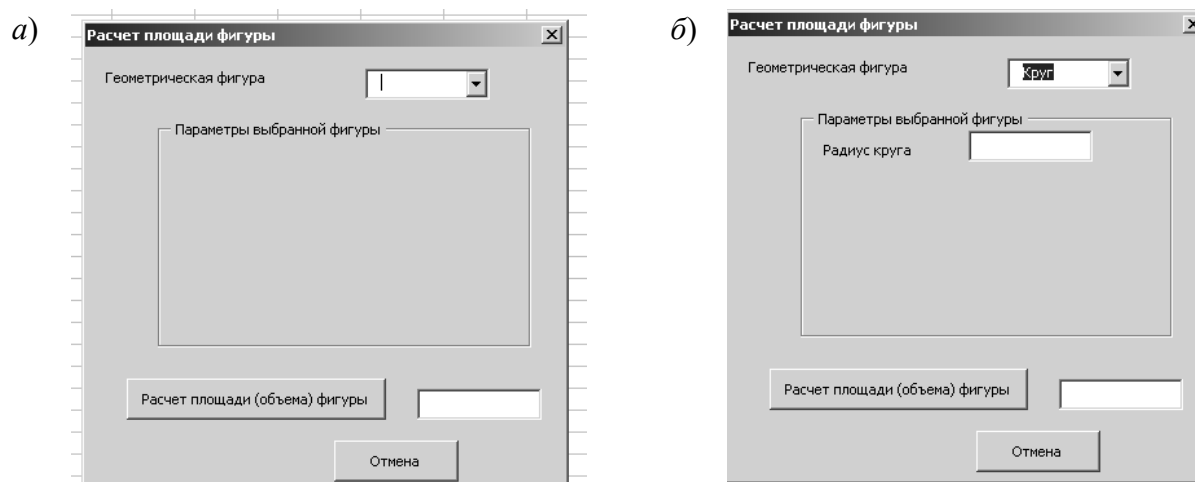 а)
Расчет площади фигуры
Геометрическая фигура
Параметры выбранной фигуры
Расчет площади (объема) фигуры
Отмена
б)
Расчет площади фигуры
Геометрическая фигура
Круг
Параметры выбранной фигуры
Радиус круга
Расчет площади (объема) фигуры
Отмена